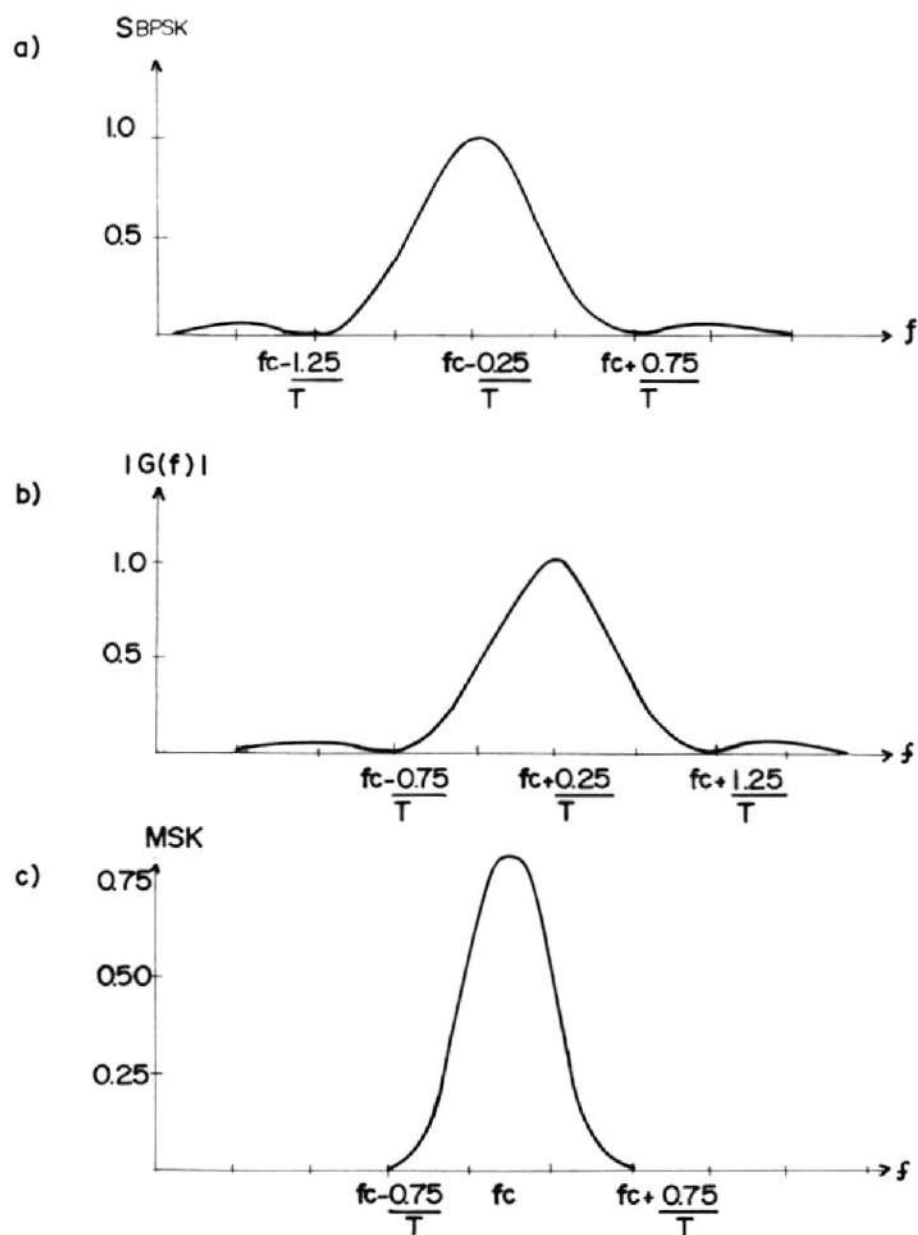 a)
SBPSK
1.0
0.5
fc-1.25/T
fc-0.25/T
fc+0.75/T
f
b)
|G(f)|
1.0
0.5
fc-0.75/T
fc+0.25/T
fc+1.25/T
f
c)
MSK
0.75
0.50
0.25
fc-0.75/T
fc
fc+0.75/T
f